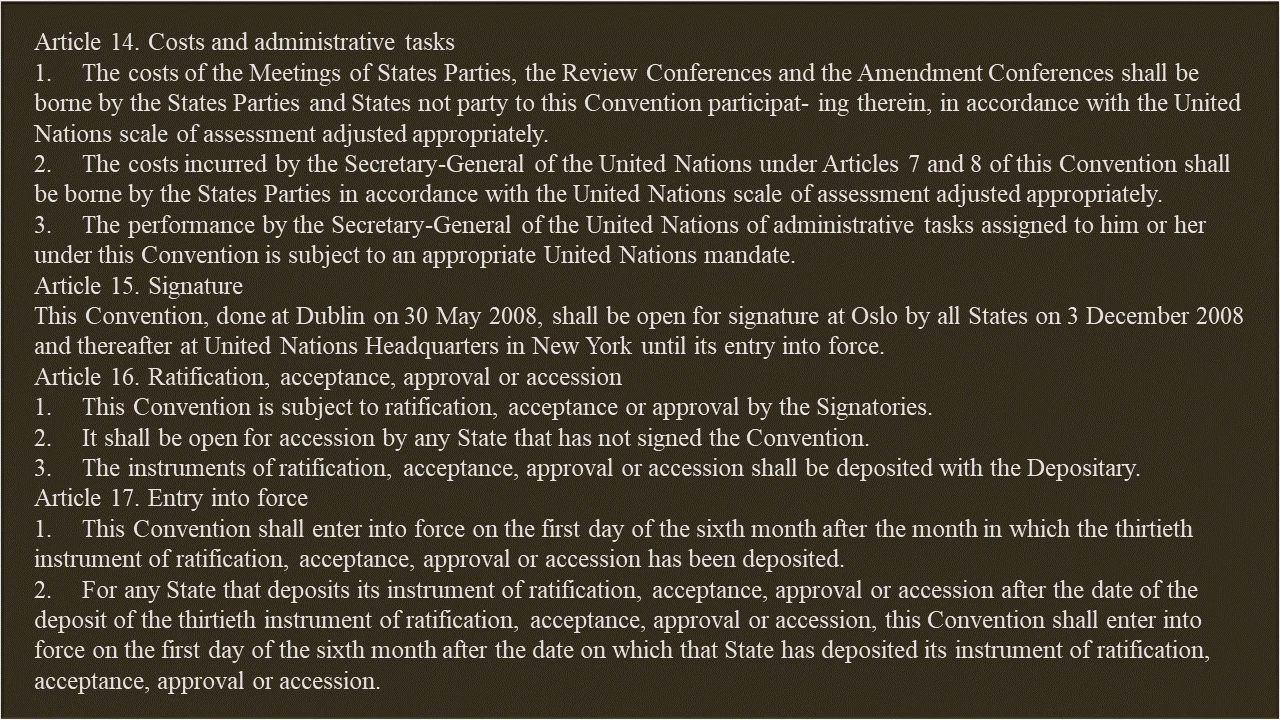 Article 14. Costs and administrative tasks
1. The costs of the Meetings of States Parties, the Review Conferences and the Amendment Conferences shall be
borne by the States Parties and States not party to this Convention participat- ing therein, in accordance with the United
Nations scale of assessment adjusted appropriately.
2. The costs incurred by the Secretary-General of the United Nations under Articles 7 and 8 of this Convention shall
be borne by the States Parties in accordance with the United Nations scale of assessment adjusted appropriately.
3. The performance by the Secretary-General of the United Nations of administrative tasks assigned to him or her
under this Convention is subject to an appropriate United Nations mandate.
Article 15. Signature
This Convention, done at Dublin on 30 May 2008, shall be open for signature at Oslo by all States on 3 December 2008
and thereafter at United Nations Headquarters in New York until its entry into force.
Article 16. Ratification, acceptance, approval or accession
1. This Convention is subject to ratification, acceptance or approval by the Signatories.
2. It shall be open for accession by any State that has not signed the Convention.
3. The instruments of ratification, acceptance, approval or accession shall be deposited with the Depositary.
Article 17. Entry into force
1. This Convention shall enter into force on the first day of the sixth month after the month in which the thirtieth
instrument of ratification, acceptance, approval or accession has been deposited.
2. For any State that deposits its instrument of ratification, acceptance, approval or accession after the date of the
deposit of the thirtieth instrument of ratification, acceptance, approval or accession, this Convention shall enter into
force on the first day of the sixth month after the date on which that State has deposited its instrument of ratification,
acceptance, approval or accession.